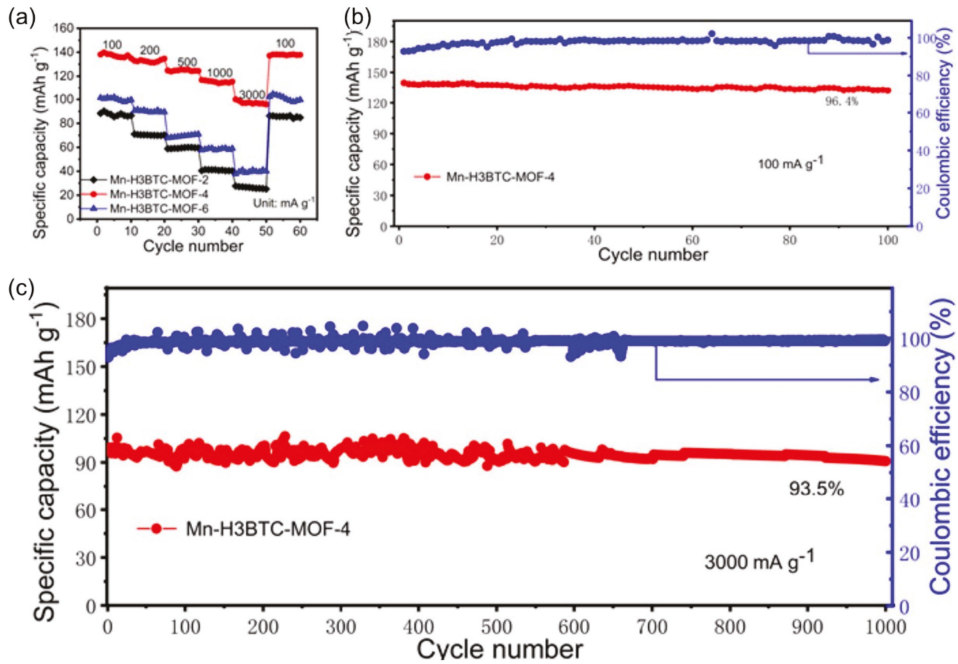 (a)
160
140
120
100
80
60
40
20
0
Specific capacity (mAh g-1)
100
200
500
1000
3000
100
Mn-H3BTC-MOF-2
Mn-H3BTC-MOF-4
Mn-H3BTC-MOF-6
Unit: mA g-1
0 10 20 30 40 50 60
Cycle number
(b)
180
150
120
90
60
30
0
Specific capacity (mAh g-1)
96.4%
100 mA g-1
Mn-H3BTC-MOF-4
0 20 40 60 80 100
Cycle number
100
80
60
40
20
0
Coulombic efficiency (%)
(c)
180
150
120
90
60
30
0
Specific capacity (mAh g-1)
93.5%
Mn-H3BTC-MOF-4
3000 mA g-1
0 100 200 300 400 500 600 700 800 900 1000
Cycle number
100
80
60
40
20
0
Coulombic efficiency (%)